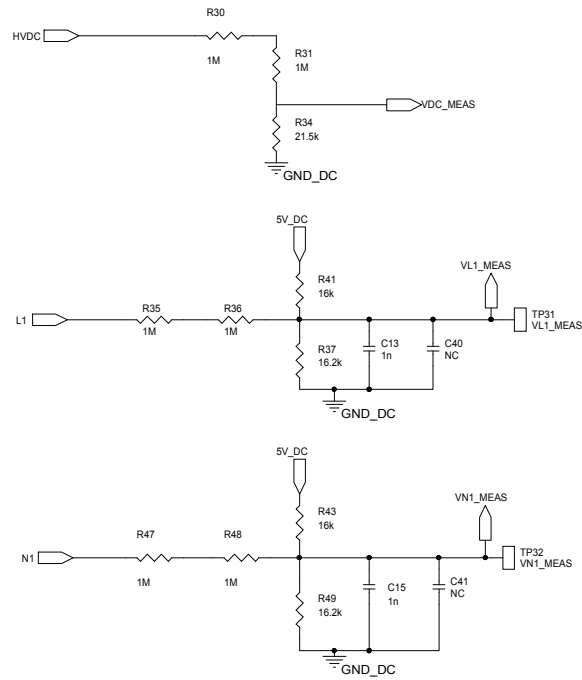 R30
HVDC
1M
R31
1M
VDC_MEAS
R34
21.5k
GND_DC
5V_DC
VL1_MEAS
R41
16k
L1
R35
1M
R36
1M
TP31
VL1_MEAS
R37
16.2k
C13
1n
C40
NC
GND_DC
5V_DC
VN1_MEAS
R43
16k
N1
R47
1M
R48
1M
TP32
VN1_MEAS
R49
16.2k
C15
1n
C41
NC
GND_DC